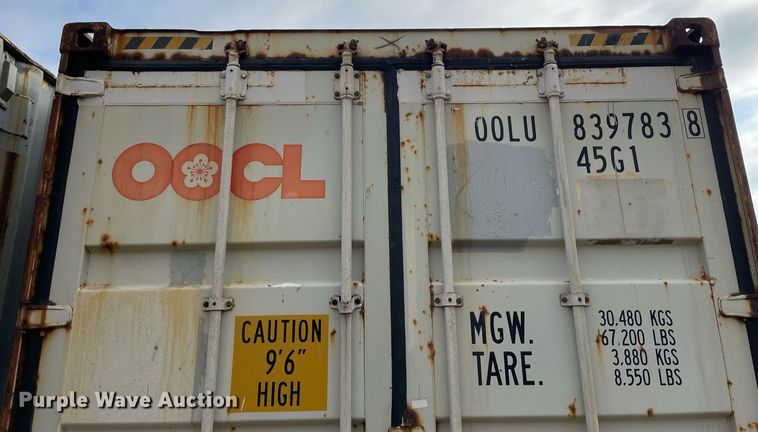 OOCL
OOLU 839783 8
45G1
CAUTION
9'6"
HIGH
MGW.
TARE.
30.480 KGS
67.200 LBS
3.880 KGS
8.550 LBS
Purple Wave Auction